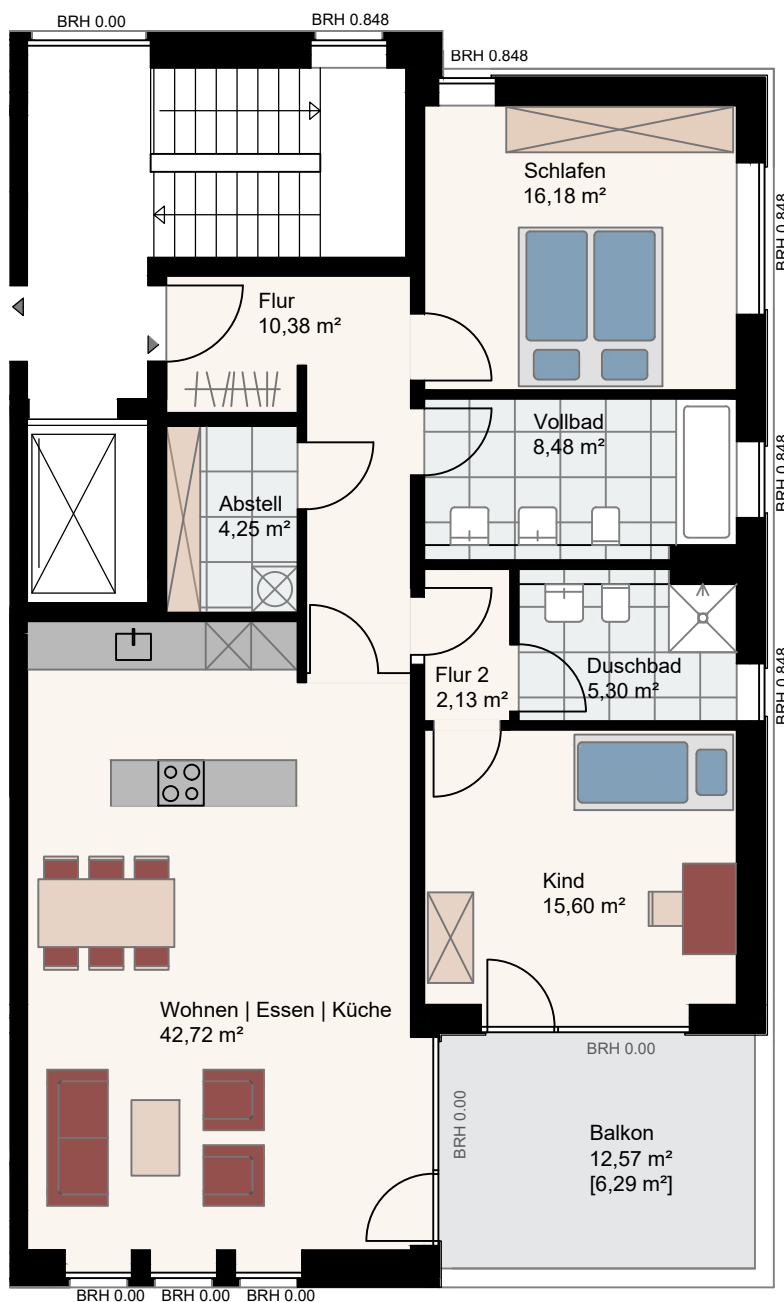 BRH 0.00
BRH 0.848
BRH 0.848
Schlafen
16,18 m²
BRH 0.848
Flur
10,38 m²
Vollbad
8,48 m²
BRH 0.848
Abstell
4,25 m²
Flur 2
2,13 m²
Duschbad
5,30 m²
BRH 0.848
Kind
15,60 m²
Wohnen | Essen | Küche
42,72 m²
BRH 0.00
BRH 0.00
Balkon
12,57 m²
[6,29 m²]
BRH 0.00
BRH 0.00
BRH 0.00